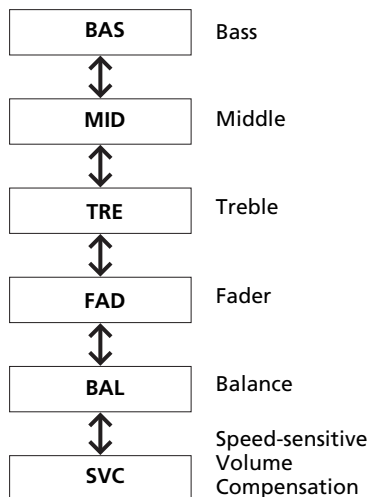 BAS Bass
MID Middle
TRE Treble
FAD Fader
BAL Balance
SVC Speed-sensitive
Volume
Compensation